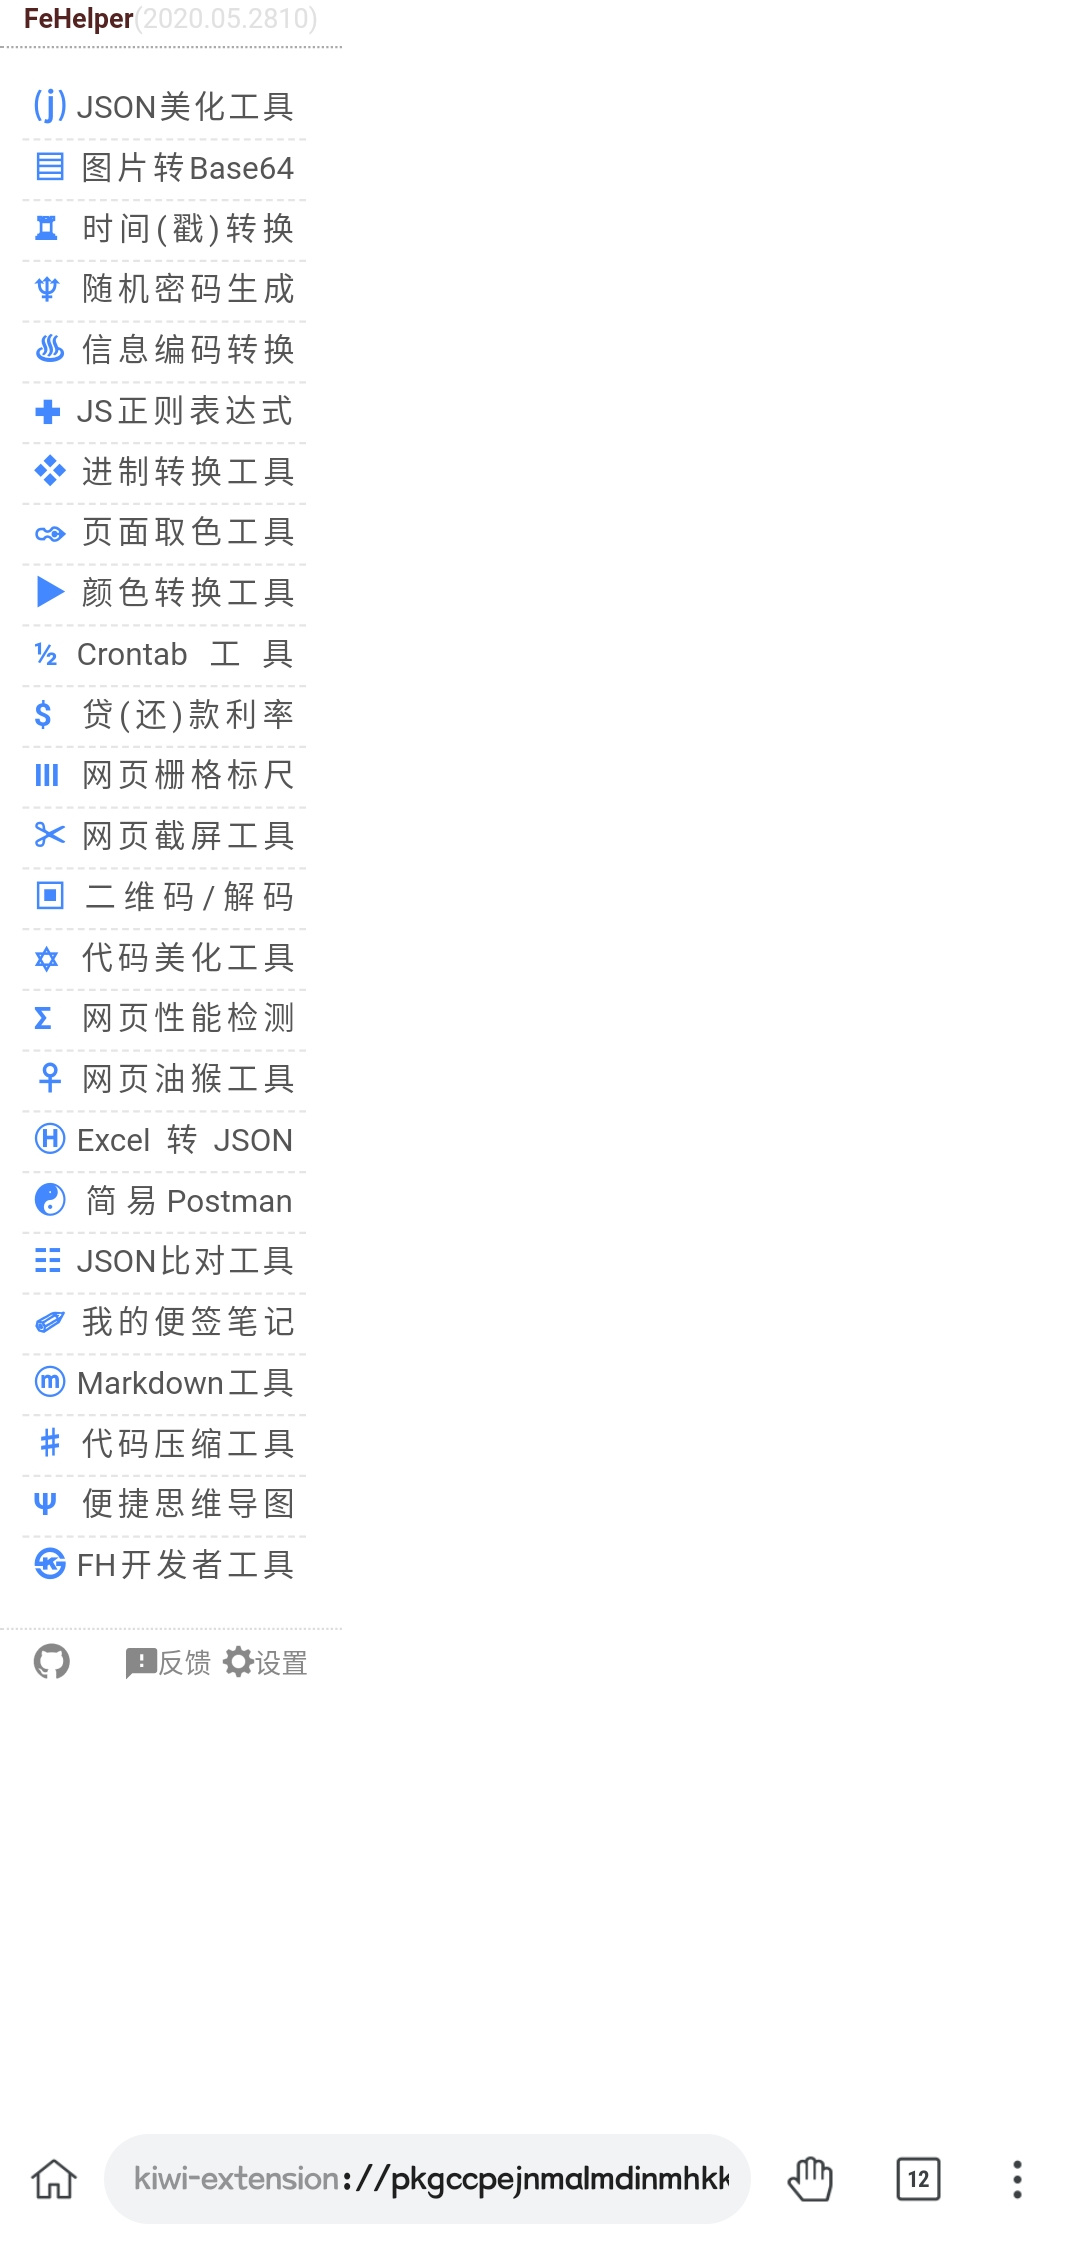 FeHelper(2020.05.2810)
(j) JSON美化工具
图片转Base64
时间(戳)转换
♆ 随机密码生成
♨ 信息编码转换
✚ JS正则表达式
❖ 进制转换工具
页面取色工具
▶ 颜色转换工具
½ Crontab 工 具
$ 贷(还)款利率
网页栅格标尺
✂ 网页截屏工具
▣ 二维码/解码
✡ 代码美化工具
Σ 网页性能检测
♀ 网页油猴工具
Ⓗ Excel 转 JSON
☯ 简易Postman
☷ JSON比对工具
✐ 我的便签笔记
ⓜ Markdown工具
♯ 代码压缩工具
Ψ 便捷思维导图
FH开发者工具
反馈 设置
kiwi-extension://pkgccpejnmalmdinmhkk
12